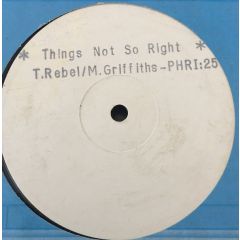 * Things Not So Right *
T.Rebel/M.Griffiths-PHRI:25